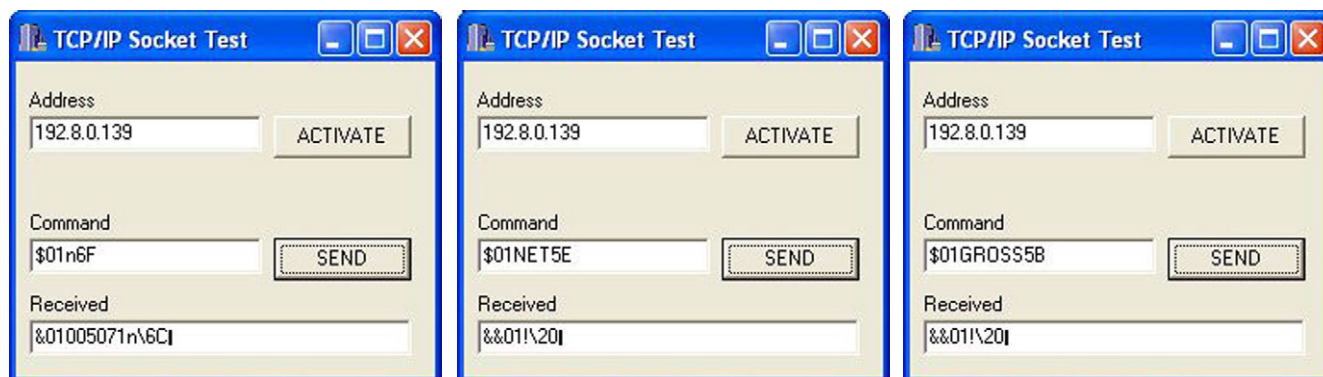 TCP/IP Socket Test
Address
192.8.0.139
ACTIVATE
Command
$01n6F
SEND
Received
&01005071n\6C
TCP/IP Socket Test
Address
192.8.0.139
ACTIVATE
Command
$01NET5E
SEND
Received
&&01!\20
TCP/IP Socket Test
Address
192.8.0.139
ACTIVATE
Command
$01GROSS5B
SEND
Received
&&01!\20